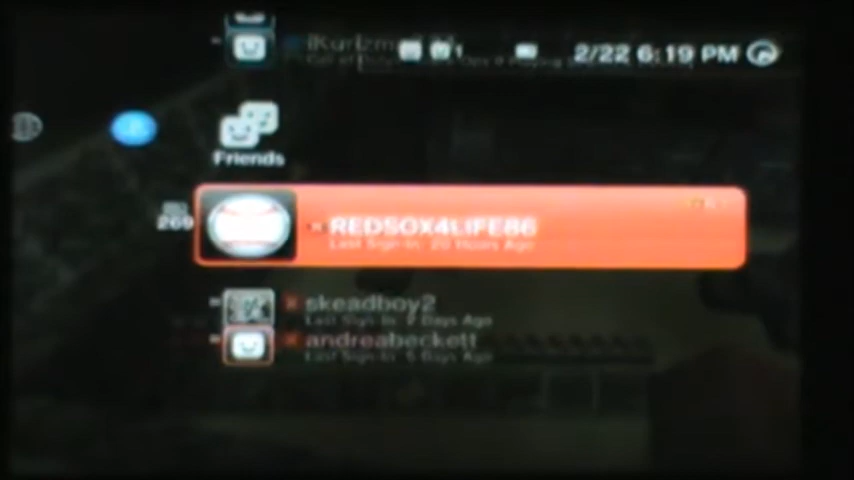 2/22 6:19 PM
Friends
269
REDSOX4LIFE86
Last Sign-In: 20 Hours Ago
skeadboy2
Last Sign-In: Days Ago
andreabeckett
Last Sign-In: 5 Days Ago